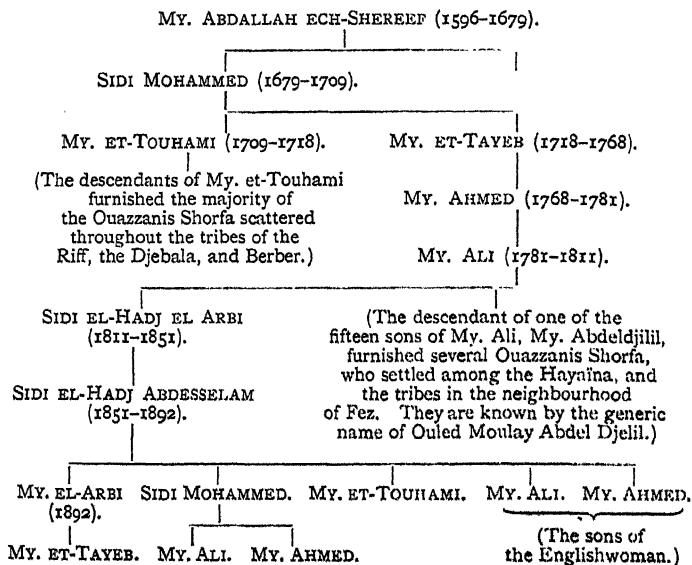 My. Abdallah ech-Shereef (1596–1679).
Sidi Mohammed (1679–1709).
My. et-Touhami (1709–1718).
(The descendants of My. et-Touhami
furnished the majority of
the Ouazzanis Shorfa scattered
throughout the tribes of the
Riff, the Djebala, and Berber.)
My. et-Tayeb (1718–1768).
My. Ahmed (1768–1781).
My. Ali (1781–1811).
Sidi el-Hadj el Arbi
(1811–1851).
(The descendant of one of the
fifteen sons of My. Ali, My. Abdeldjilil,
furnished several Ouazzanis Shorfa,
who settled among the Hayaïna, and
the tribes in the neighbourhood
of Fez. They are known by the generic
name of Ouled Moulay Abdel Djelil.)
Sidi el-Hadj Abdesselam
(1851–1892).
My. el-Arbi
(1892).
Sidi Mohammed.
My. et-Touhami.
My. Ali.
My. Ahmed.
(The sons of
the Englishwoman.)
My. et-Tayeb.
My. Ali.
My. Ahmed.